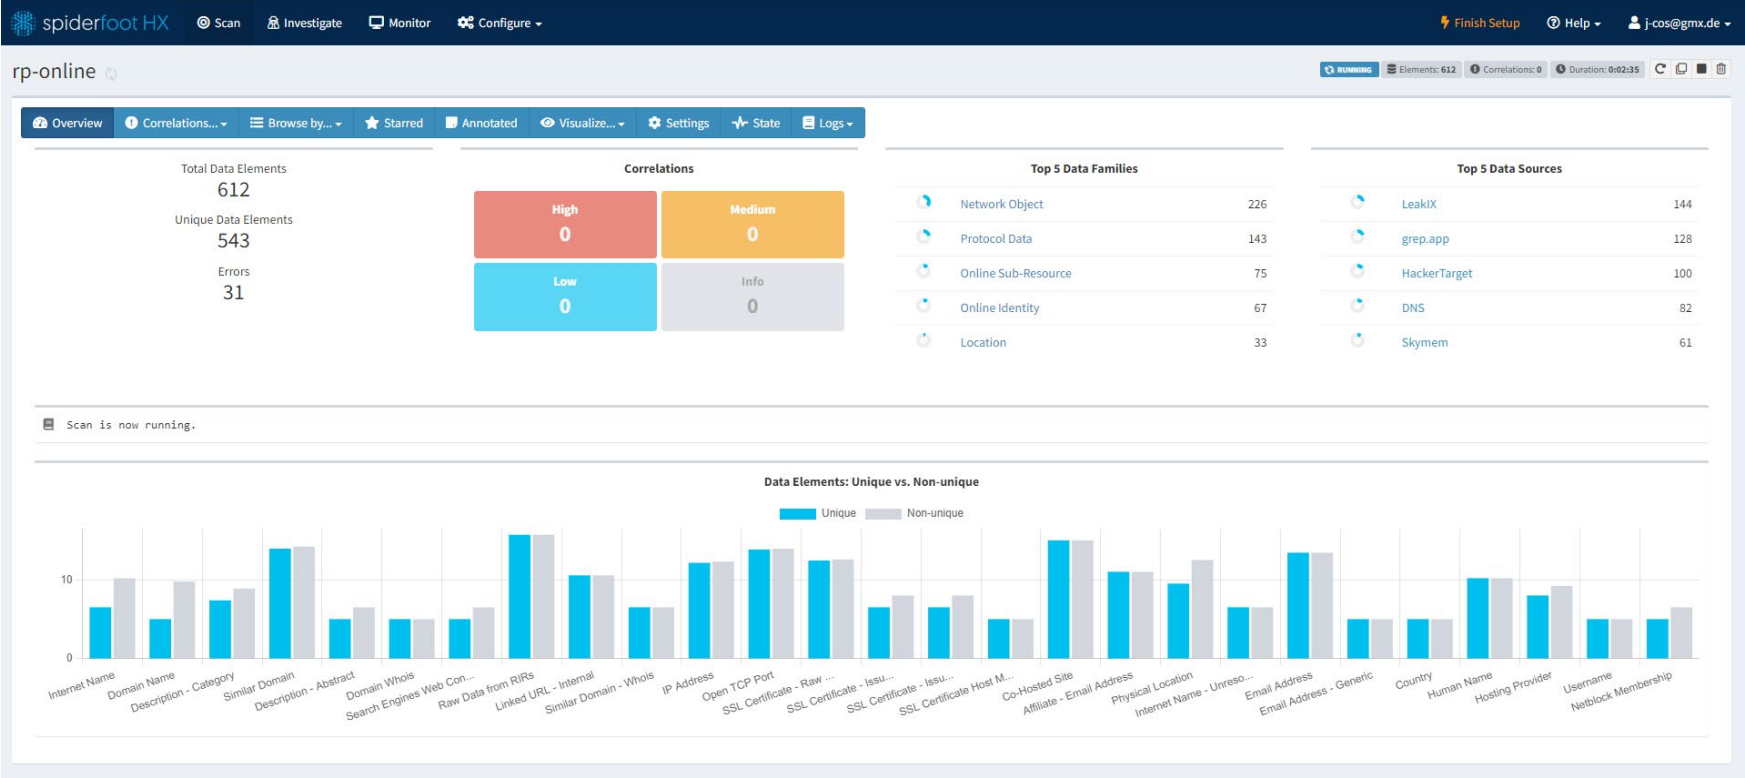 spiderfoot HX Scan Investigate Monitor Configure Finish Setup Help j-cos@gmx.de
rp-online RUNNING Elements: 612 Correlations: 0 Duration: 0:02:35
Overview Correlations... Browse by... Starred Annotated Visualize... Settings State Logs
Total Data Elements
612
Unique Data Elements
543
Errors
31
Correlations
High
0
Medium
0
Low
0
Info
0
Top 5 Data Families
Network Object 226
Protocol Data 143
Online Sub-Resource 75
Online Identity 67
Location 33
Top 5 Data Sources
LeakIX 144
grep.app 128
HackerTarget 100
DNS 82
Skymem 61
Scan is now running.
Data Elements: Unique vs. Non-unique
Unique Non-unique
10
0
Internet Name
Domain Name
Description - Category
Similar Domain
Description - Abstract
Domain Whois
Search Engines Web Con...
Raw Data from RIRs
Linked URL - Internal
Similar Domain - Whois
IP Address
Open TCP Port
SSL Certificate - Raw ...
SSL Certificate - Issu...
SSL Certificate - Issu...
SSL Certificate Host M...
Co-Hosted Site
Affiliate - Email Address
Physical Location
Internet Name - Unreso...
Email Address
Email Address - Generic
Country
Human Name
Hosting Provider
Username
Netblock Membership